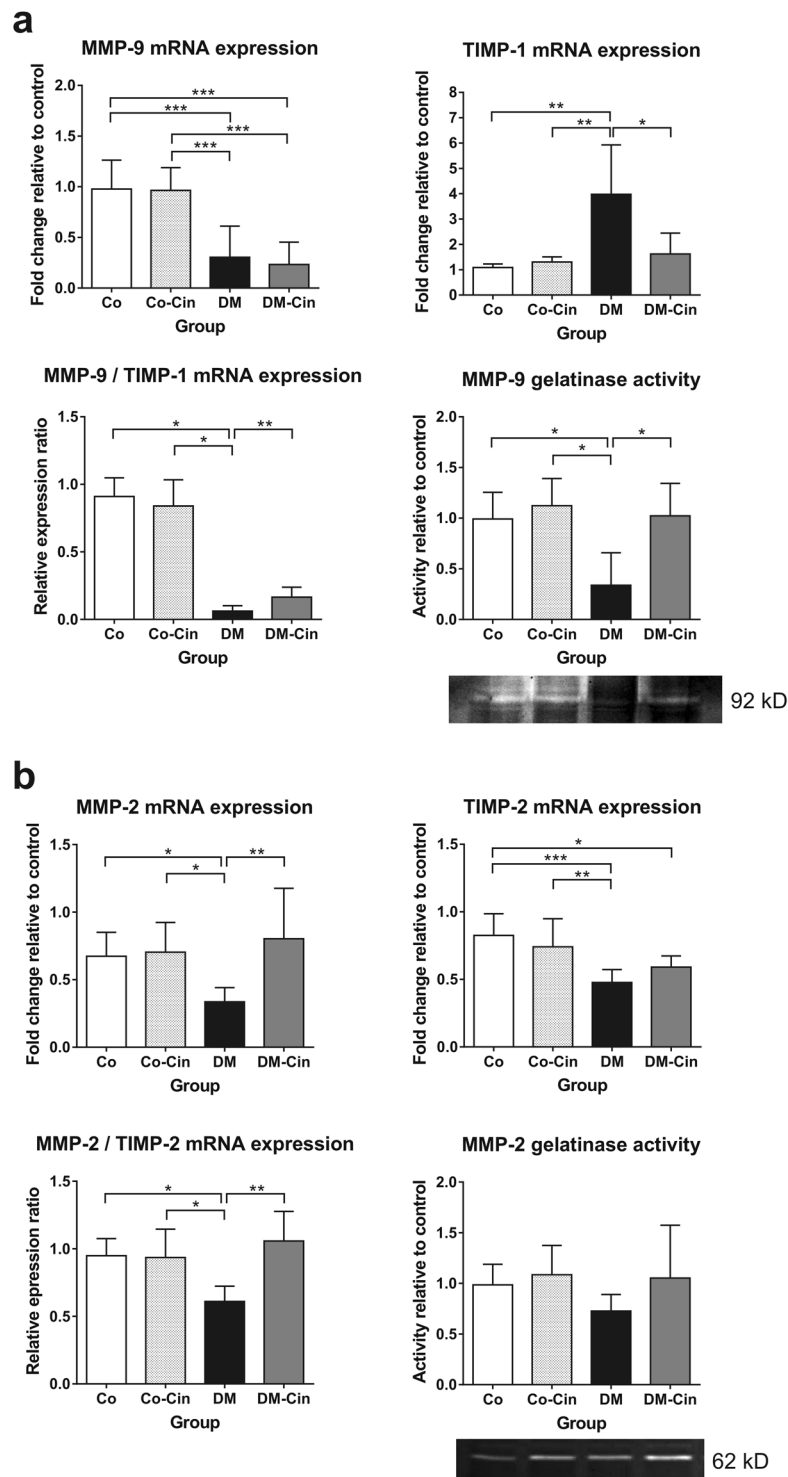 a
MMP-9 mRNA expression
Fold change relative to control
2.0
1.5
1.0
0.5
0.0
***
***
***
***
Co Co-Cin DM DM-Cin
Group
TIMP-1 mRNA expression
Fold change relative to control
8
7
6
5
4
3
2
1
0
**
** *
Co Co-Cin DM DM-Cin
Group
MMP-9 / TIMP-1 mRNA expression
Relative expression ratio
1.5
1.0
0.5
0.0
* **
*
Co Co-Cin DM DM-Cin
Group
MMP-9 gelatinase activity
Activity relative to control
2.0
1.5
1.0
0.5
0.0
* *
*
Co Co-Cin DM DM-Cin
Group
92 kD
b
MMP-2 mRNA expression
Fold change relative to control
1.5
1.0
0.5
0.0
* **
*
Co Co-Cin DM DM-Cin
Group
TIMP-2 mRNA expression
Fold change relative to control
1.5
1.0
0.5
0.0
*
***
**
Co Co-Cin DM DM-Cin
Group
MMP-2 / TIMP-2 mRNA expression
Relative epression ratio
1.5
1.0
0.5
0.0
* **
*
Co Co-Cin DM DM-Cin
Group
MMP-2 gelatinase activity
Activity relative to control
2.0
1.5
1.0
0.5
0.0
Co Co-Cin DM DM-Cin
Group
62 kD